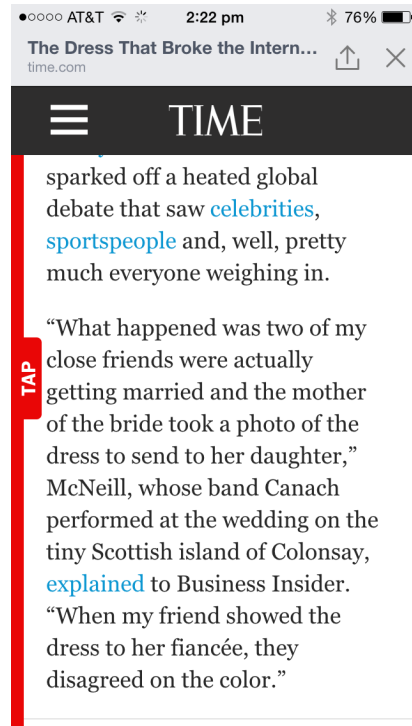 AT&T 2:22 pm 76%
The Dress That Broke the Intern...
time.com
TIME
sparked off a heated global
debate that saw celebrities,
sportspeople and, well, pretty
much everyone weighing in.
“What happened was two of my
close friends were actually
TAP
getting married and the mother
of the bride took a photo of the
dress to send to her daughter,”
McNeill, whose band Canach
performed at the wedding on the
tiny Scottish island of Colonsay,
explained to Business Insider.
“When my friend showed the
dress to her fiancée, they
disagreed on the color.”